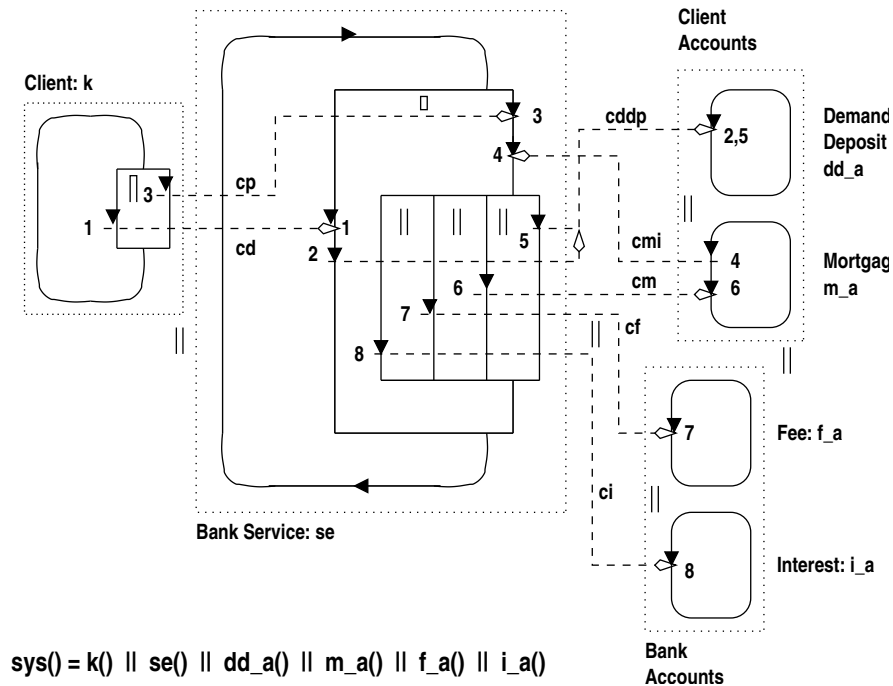 Client
Accounts
Client: k
Bank Service: se
Demand
Deposit
dd_a
Mortgag
m_a
Fee: f_a
Interest: i_a
Bank
Accounts
cp
cd
cddp
cmi
cm
cf
ci
1
3
1
2
3
4
5
6
7
8
2,5
4
6
7
8
||
||
||
||
||
||
||
||
sys() = k() || se() || dd_a() || m_a() || f_a() || i_a()